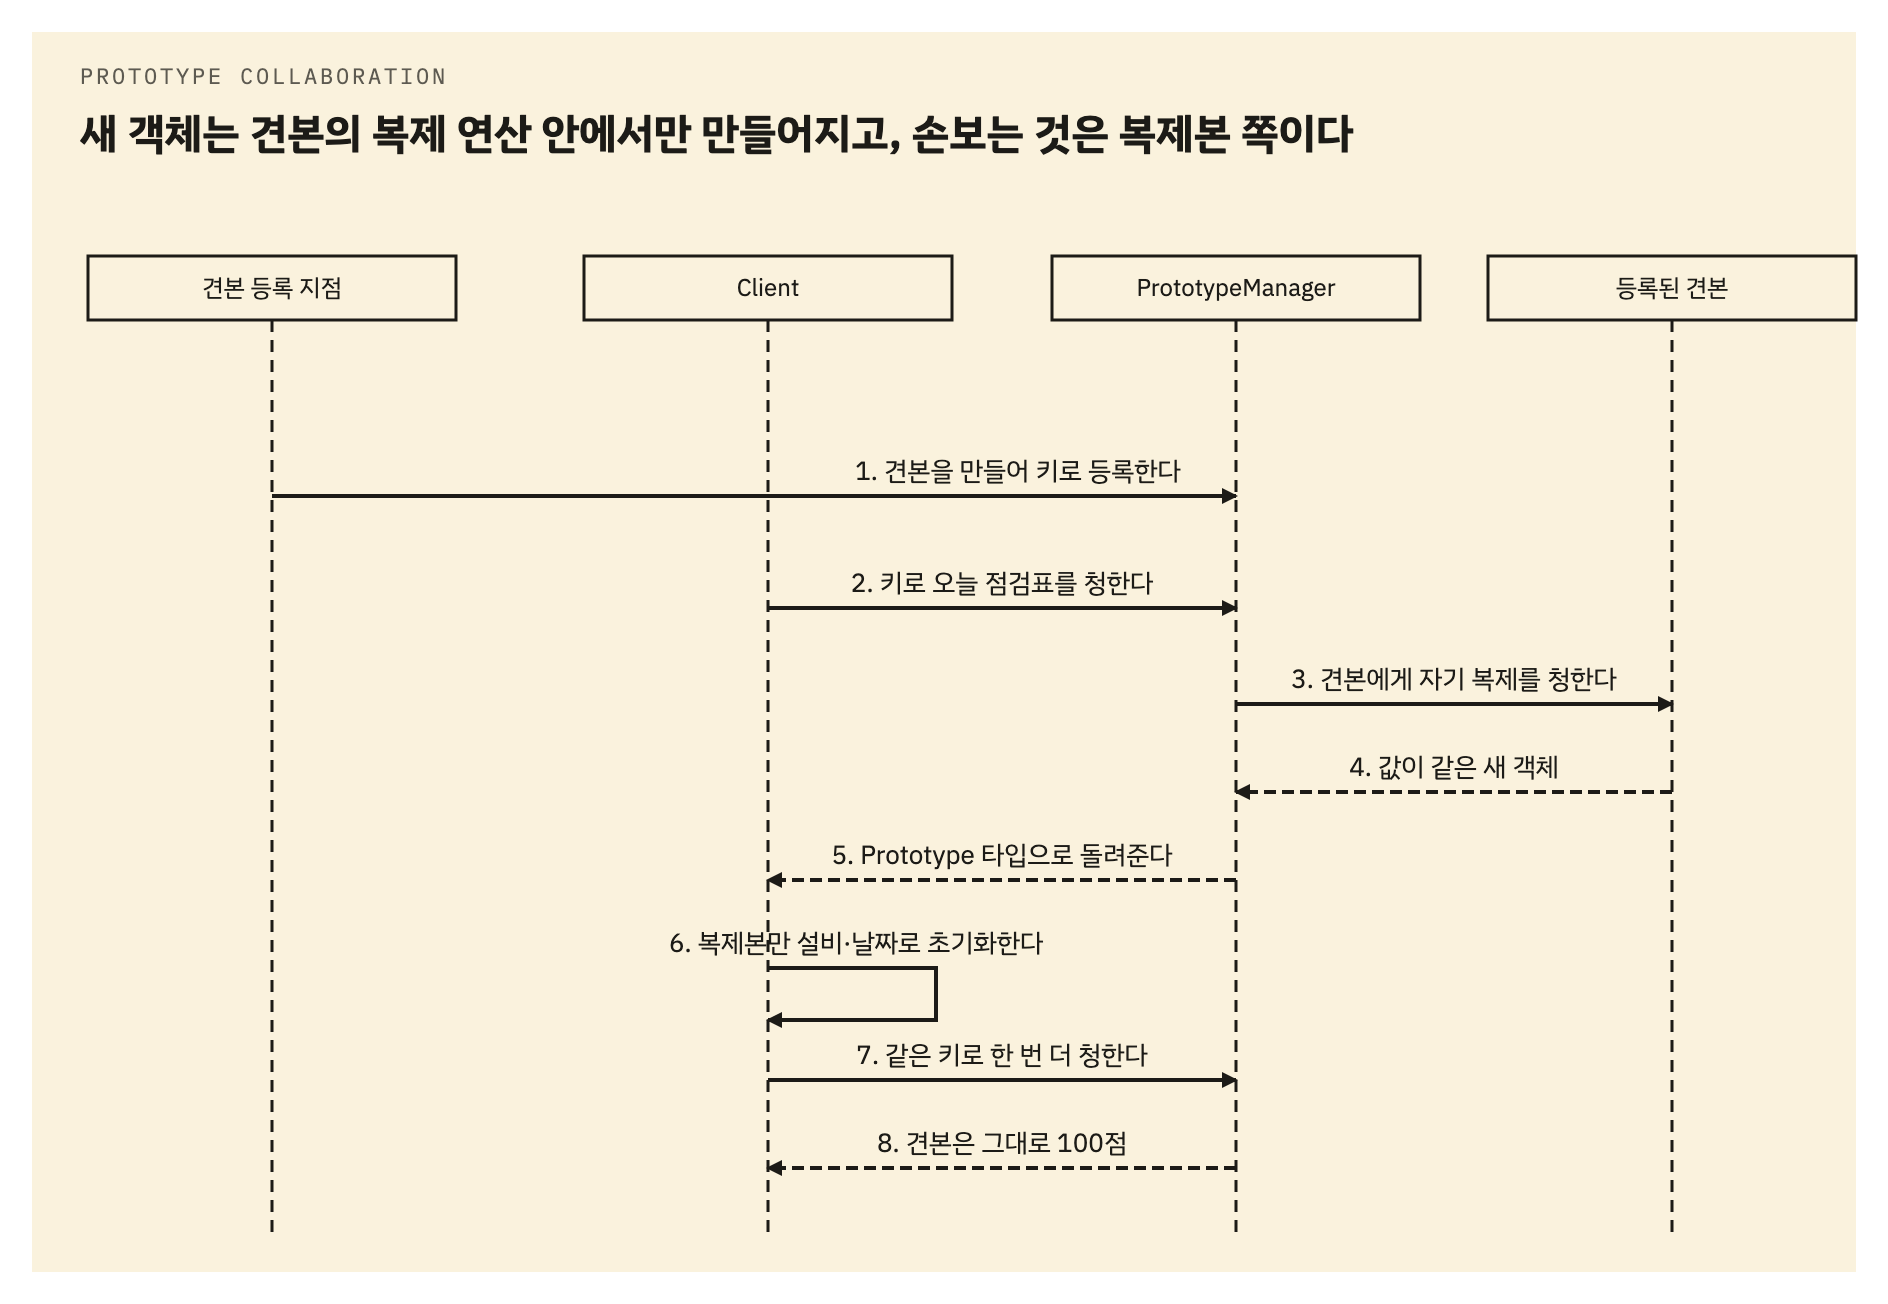 PROTOTYPE COLLABORATION
새 객체는 견본의 복제 연산 안에서만 만들어지고, 손보는 것은 복제본 쪽이다
견본 등록 지점
Client
PrototypeManager
등록된 견본
1. 견본을 만들어 키로 등록한다
2. 키로 오늘 점검표를 청한다
3. 견본에게 자기 복제를 청한다
4. 값이 같은 새 객체
5. Prototype 타입으로 돌려준다
6. 복제본만 설비·날짜로 초기화한다
7. 같은 키로 한 번 더 청한다
8. 견본은 그대로 100점